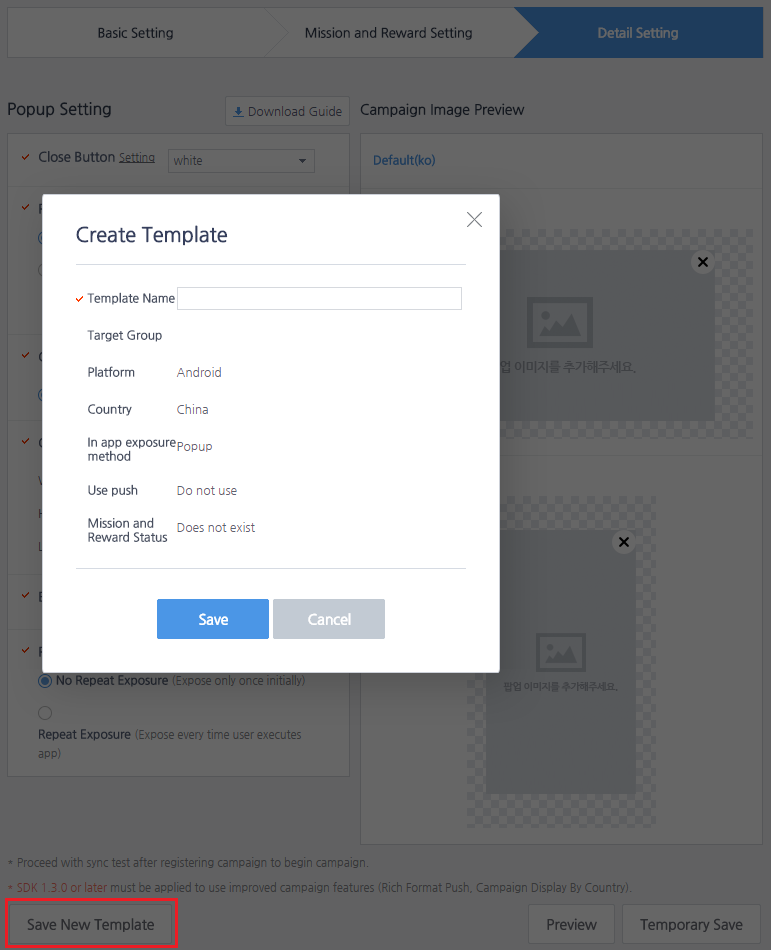 Basic Setting
Mission and Reward Setting
Detail Setting
Popup Setting
Download Guide
Campaign Image Preview
Close Button Setting
white
Default(ko)
Create Template
Template Name
Target Group
Platform Android
Country China
In app exposure
method
Popup
Use push Do not use
Mission and
Reward Status
Does not exist
Save
Cancel
이미지를 추가해주세요.
팝업 이미지를 추가해주세요.
No Repeat Exposure (Expose only once initially)
Repeat Exposure (Expose every time user executes
app)
* Proceed with sync test after registering campaign to begin campaign.
* SDK 1.3.0 or later must be applied to use improved campaign features (Rich Format Push, Campaign Display By Country).
Save New Template
Preview
Temporary Save